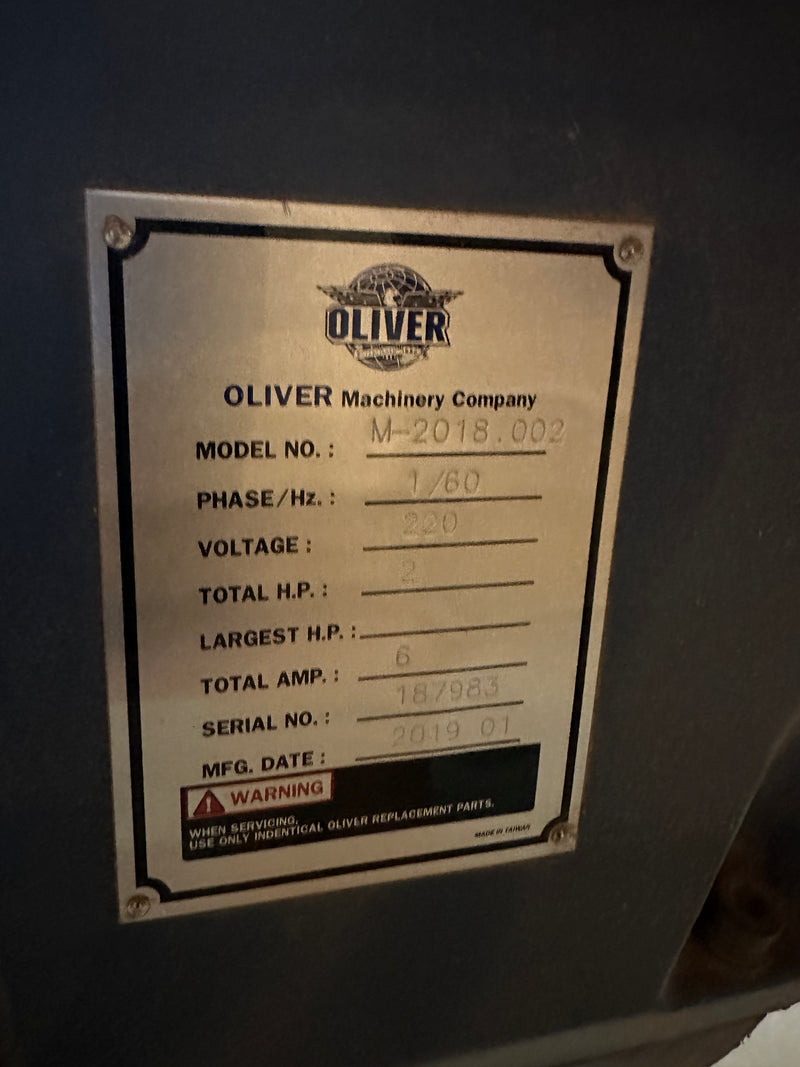 OLIVER
OLIVER Machinery Company
MODEL NO. : M-2018.002
PHASE/Hz. : 1/60
VOLTAGE : 220
TOTAL H.P. : 2
LARGEST H.P. :
TOTAL AMP. : 6
SERIAL NO. : 187983
MFG. DATE : 2019 01
WARNING
WHEN SERVICING,
USE ONLY INDENTICAL OLIVER REPLACEMENT PARTS.
MADE IN TAIWAN